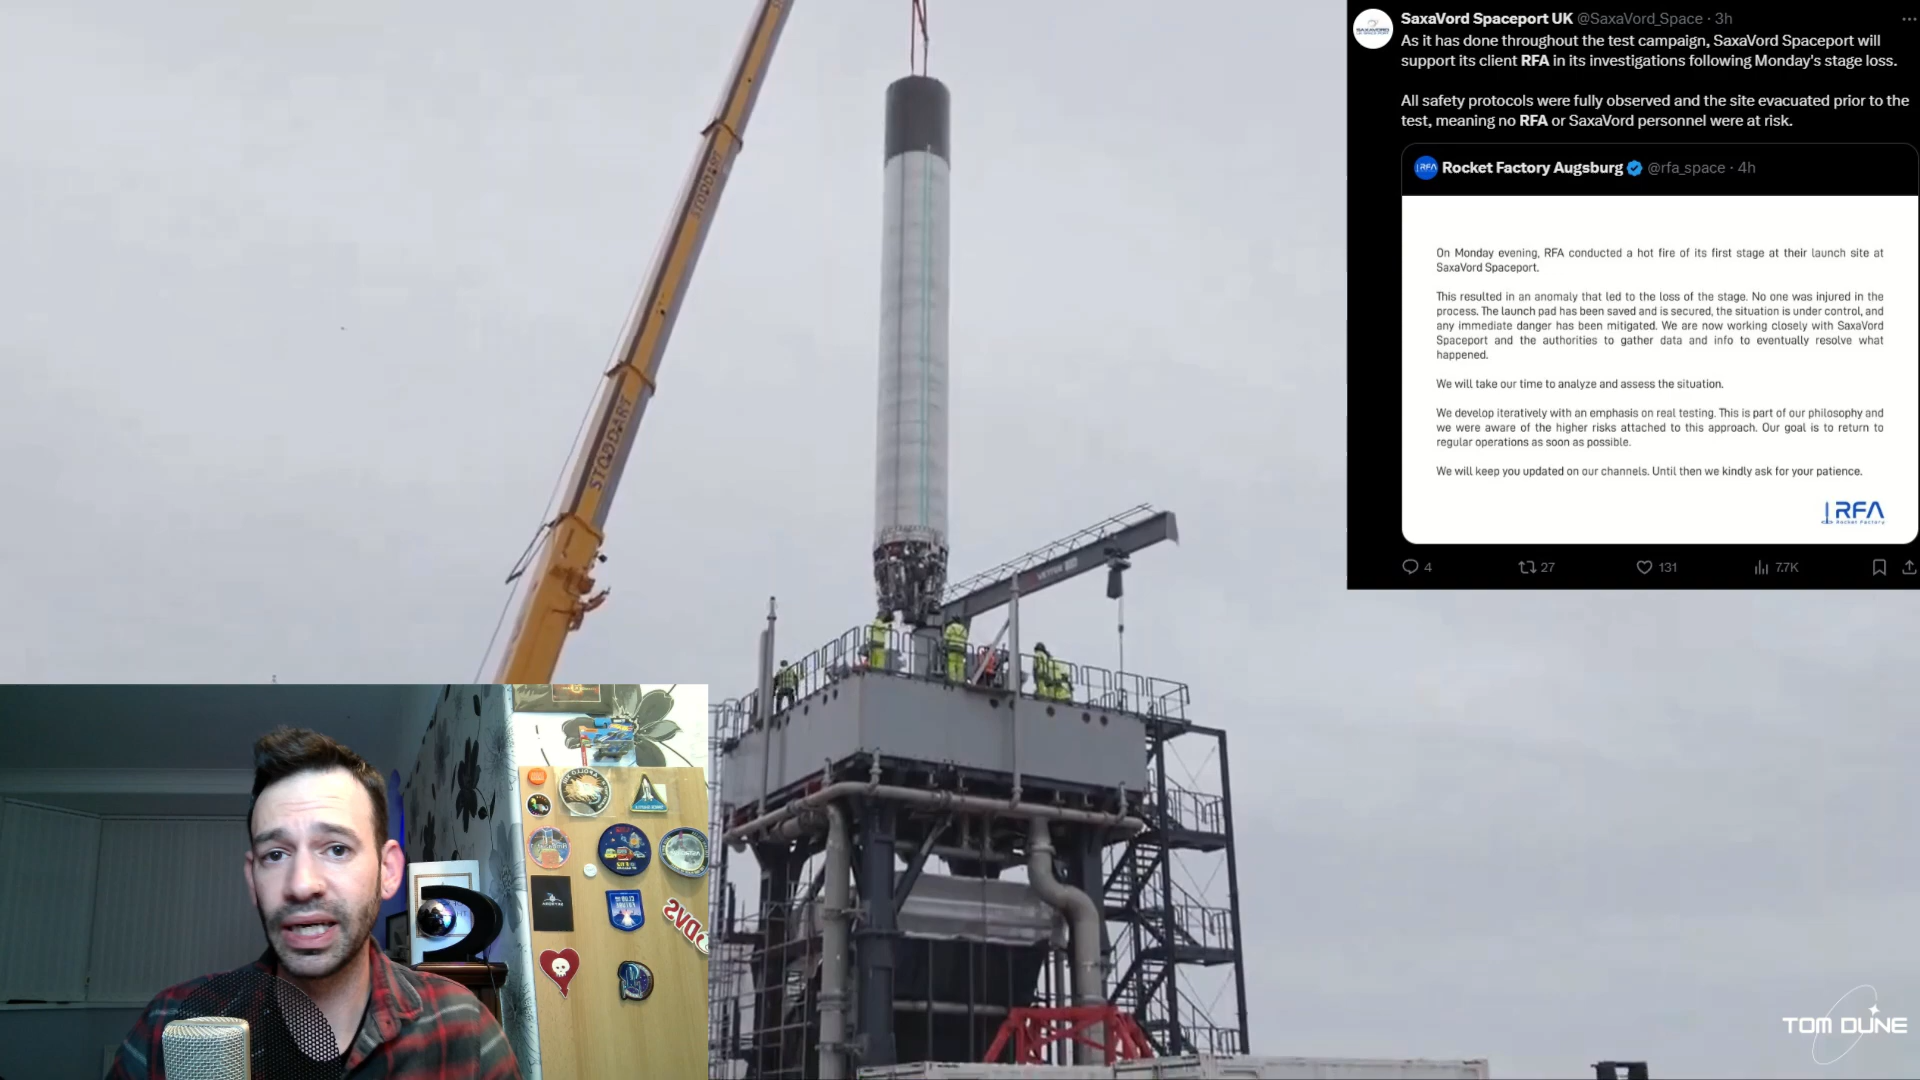 SaxaVord Spaceport UK @SaxaVord_Space · 3h
As it has done throughout the test campaign, SaxaVord Spaceport will
support its client RFA in its investigations following Monday's stage loss.
All safety protocols were fully observed and the site evacuated prior to the
test, meaning no RFA or SaxaVord personnel were at risk.
RFA
Rocket Factory Augsburg @rfa_space · 4h
On Monday evening, RFA conducted a hot fire of its first stage at their launch site at
SaxaVord Spaceport.
This resulted in an anomaly that led to the loss of the stage. No one was injured in the
process. The launch pad has been saved and is secured, the situation is under control, and
any immediate danger has been mitigated. We are now working closely with SaxaVord
Spaceport and the authorities to gather data and info to eventually resolve what
happened.
We will take our time to analyze and assess the situation.
We develop iteratively with an emphasis on real testing. This is part of our philosophy and
we were aware of the higher risks attached to this approach. Our goal is to return to
regular operations as soon as possible.
We will keep you updated on our channels. Until then we kindly ask for your patience.
RFA
Rocket Factory
4 27 131 7.7K
STODDART
STODDART
APOLLO XIII
SDVS
TOM DUNE